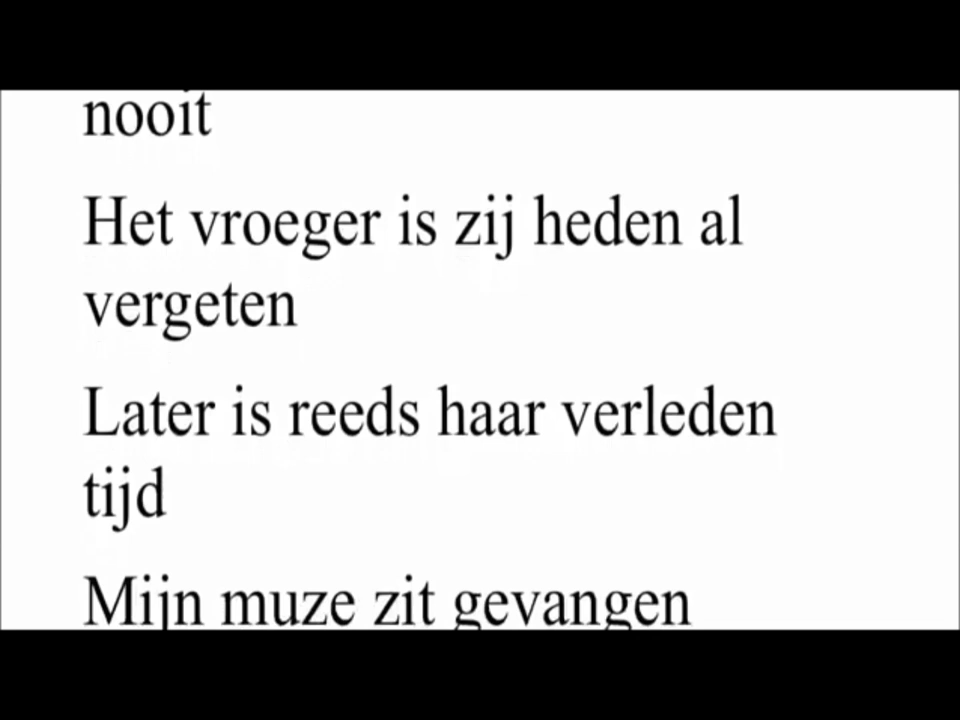 nooit
Het vroeger is zij heden al
vergeten
Later is reeds haar verleden
tijd
Mijn muze zit gevangen